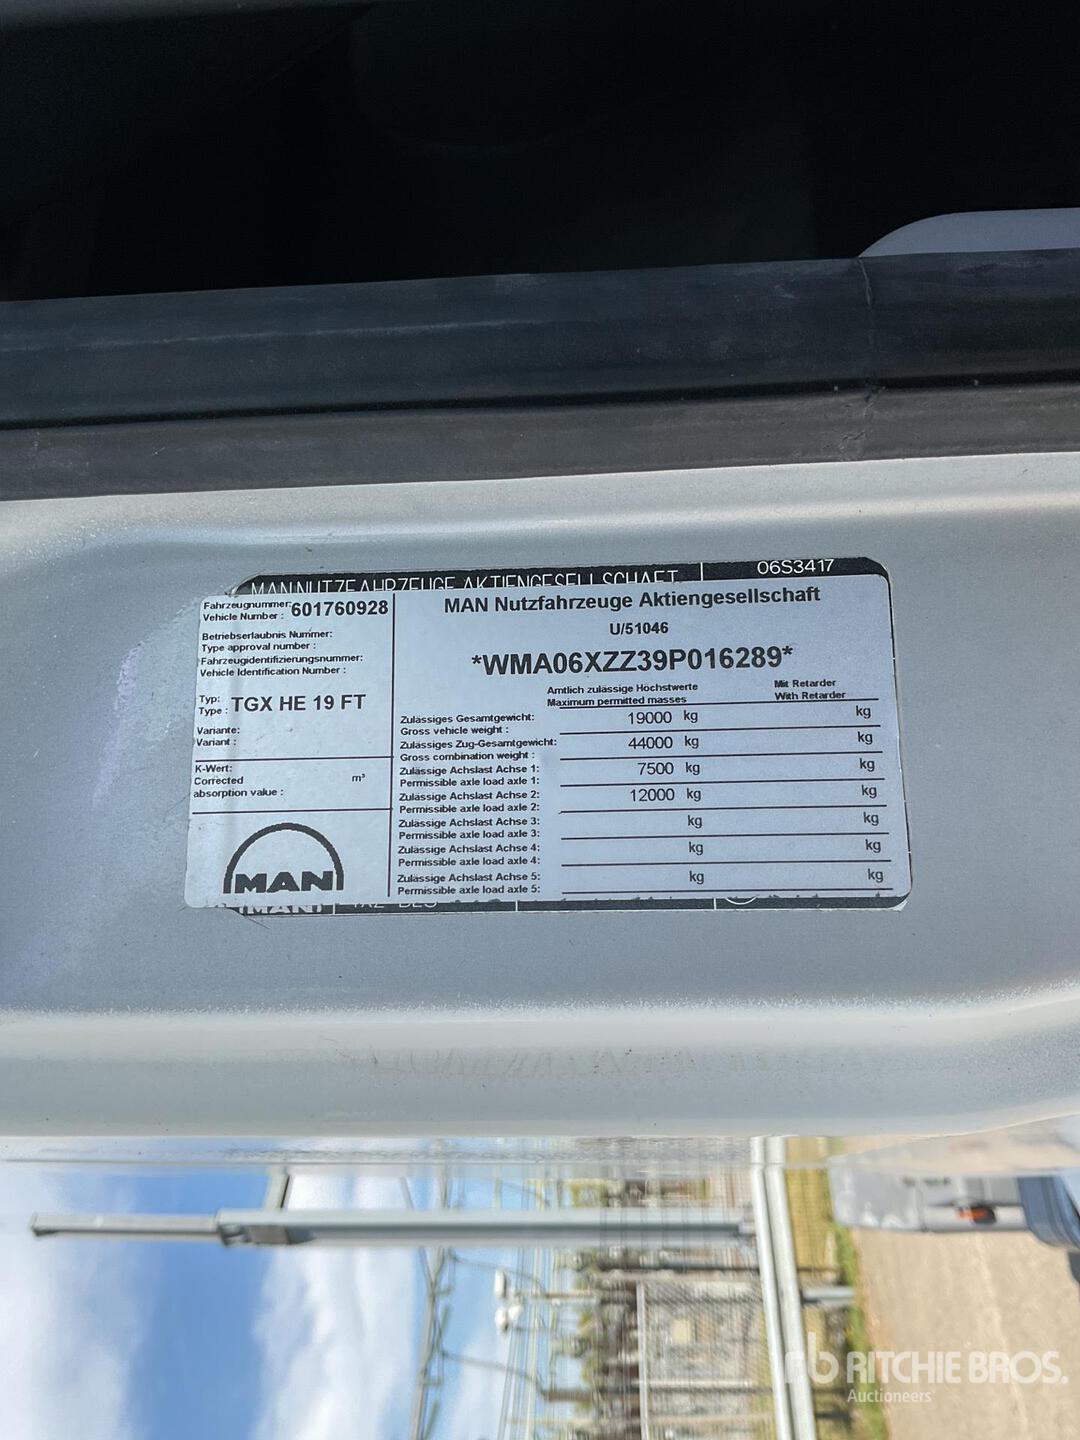 MAN NUTZFAHRZEUGE AKTIENGESELLSCHAFT
06S3417
Fahrzeugnummer:
Vehicle Number :
601760928
Betriebserlaubnis Nummer:
Type approval number :
Fahrzeugidentifizierungsnummer:
Vehicle Identification Number :
Typ:
Type :
TGX HE 19 FT
Variante:
Variant :
K-Wert:
Corrected
absorption value :
m³
MAN
MAN
MAN Nutzfahrzeuge Aktiengesellschaft
U/51046
*WMA06XZZ39P016289*
Amtlich zulässige Höchstwerte
Maximum permitted masses
Mit Retarder
With Retarder
Zulässiges Gesamtgewicht:
Gross vehicle weight :
19000 kg kg
Zulässiges Zug-Gesamtgewicht:
Gross combination weight :
44000 kg kg
Zulässige Achslast Achse 1:
Permissible axle load axle 1:
7500 kg kg
Zulässige Achslast Achse 2:
Permissible axle load axle 2:
12000 kg kg
Zulässige Achslast Achse 3:
Permissible axle load axle 3:
kg kg
Zulässige Achslast Achse 4:
Permissible axle load axle 4:
kg kg
Zulässige Achslast Achse 5:
Permissible axle load axle 5:
kg kg
rb RITCHIE BROS.
Auctioneers